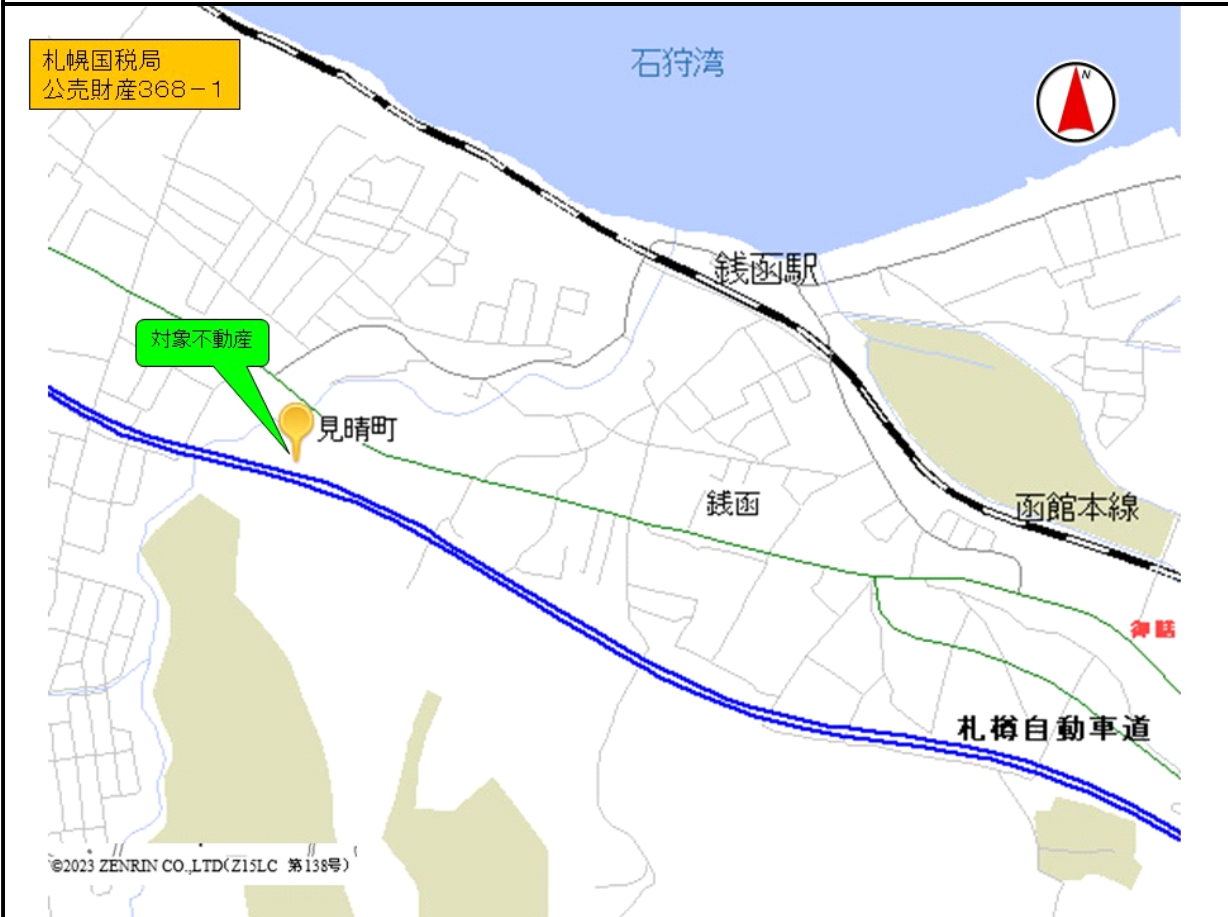 札幌国税局
公売財産368－1
石狩湾
N
銭函駅
対象不動産
見晴町
銭函
函館本線
札樽自動車道
©2023 ZENRIN CO.,LTD(Z15LC 第138号)